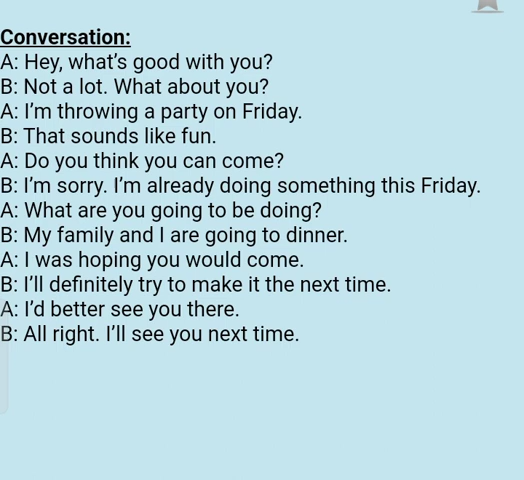 Conversation:
A: Hey, what’s good with you?
B: Not a lot. What about you?
A: I’m throwing a party on Friday.
B: That sounds like fun.
A: Do you think you can come?
B: I’m sorry. I’m already doing something this Friday.
A: What are you going to be doing?
B: My family and I are going to dinner.
A: I was hoping you would come.
B: I’ll definitely try to make it the next time.
A: I’d better see you there.
B: All right. I’ll see you next time.